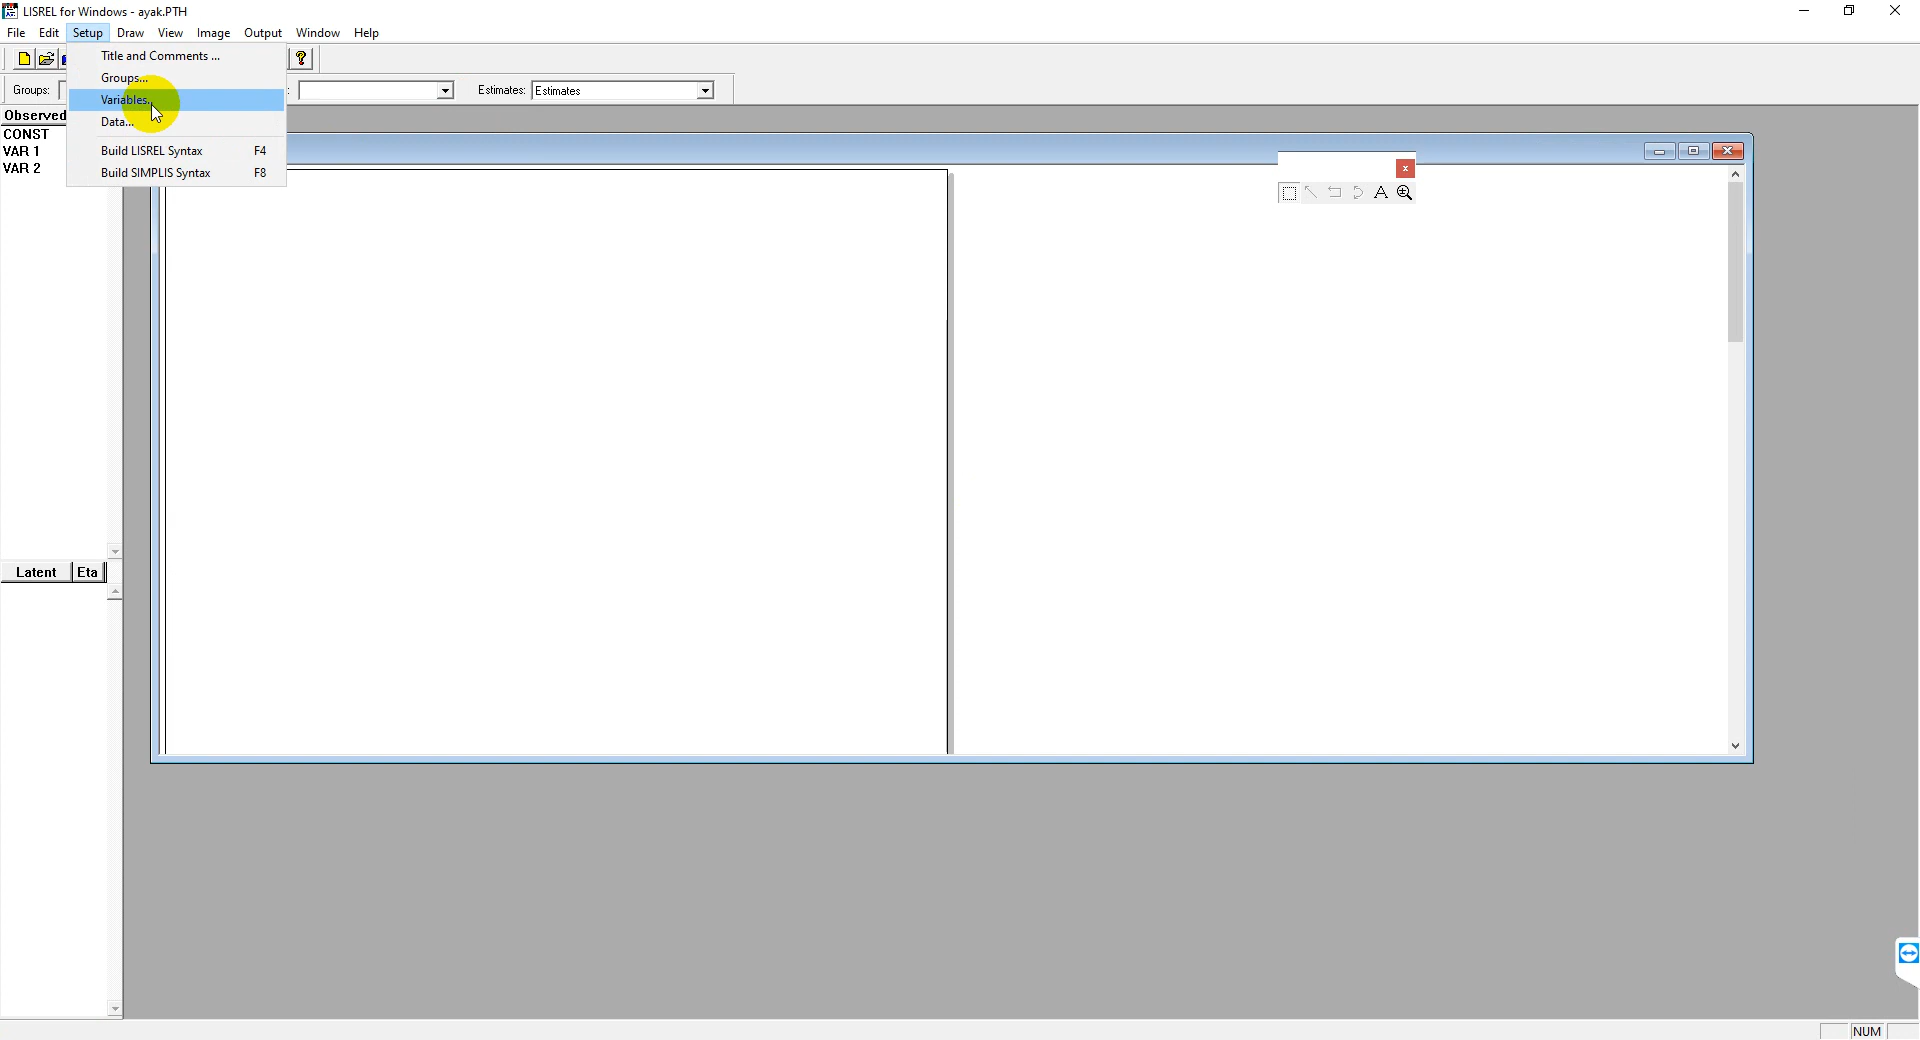 LISREL for Windows - ayak.PTH
File Edit Setup Draw View Image Output Window Help
Title and Comments ...
Groups...
Groups: : Estimates: Estimates
Variables...
Observed
Data...
CONST
VAR 1
Build LISREL Syntax F4
VAR 2
Build SIMPLIS Syntax F8
Latent Eta
NUM